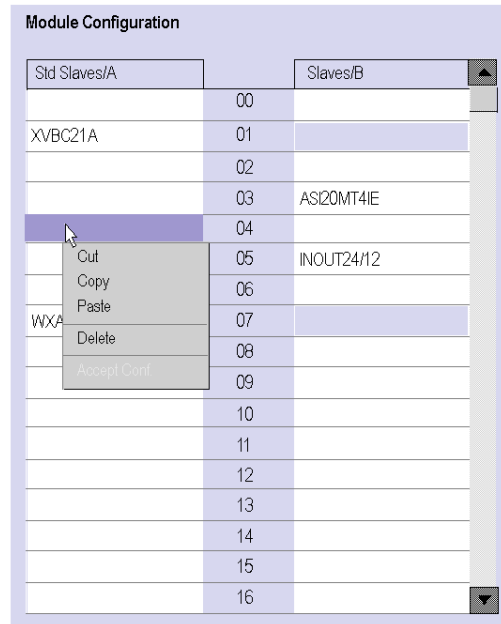 Module Configuration
Std Slaves/A Slaves/B
00
XVBC21A 01
02
03 ASI20MT4IE
04
Cut 05 INOUT24/12
Copy 06
Paste
WXA 07
Delete 08
Accept Conf. 09
10
11
12
13
14
15
16